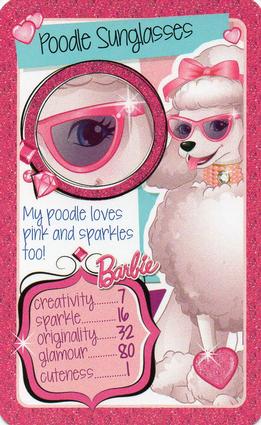 Poodle Sunglasses
My poodle loves
pink and sparkles
too!
Barbie
creativity.......7
sparkle............16
originality......32
glamour........80
cuteness..........1